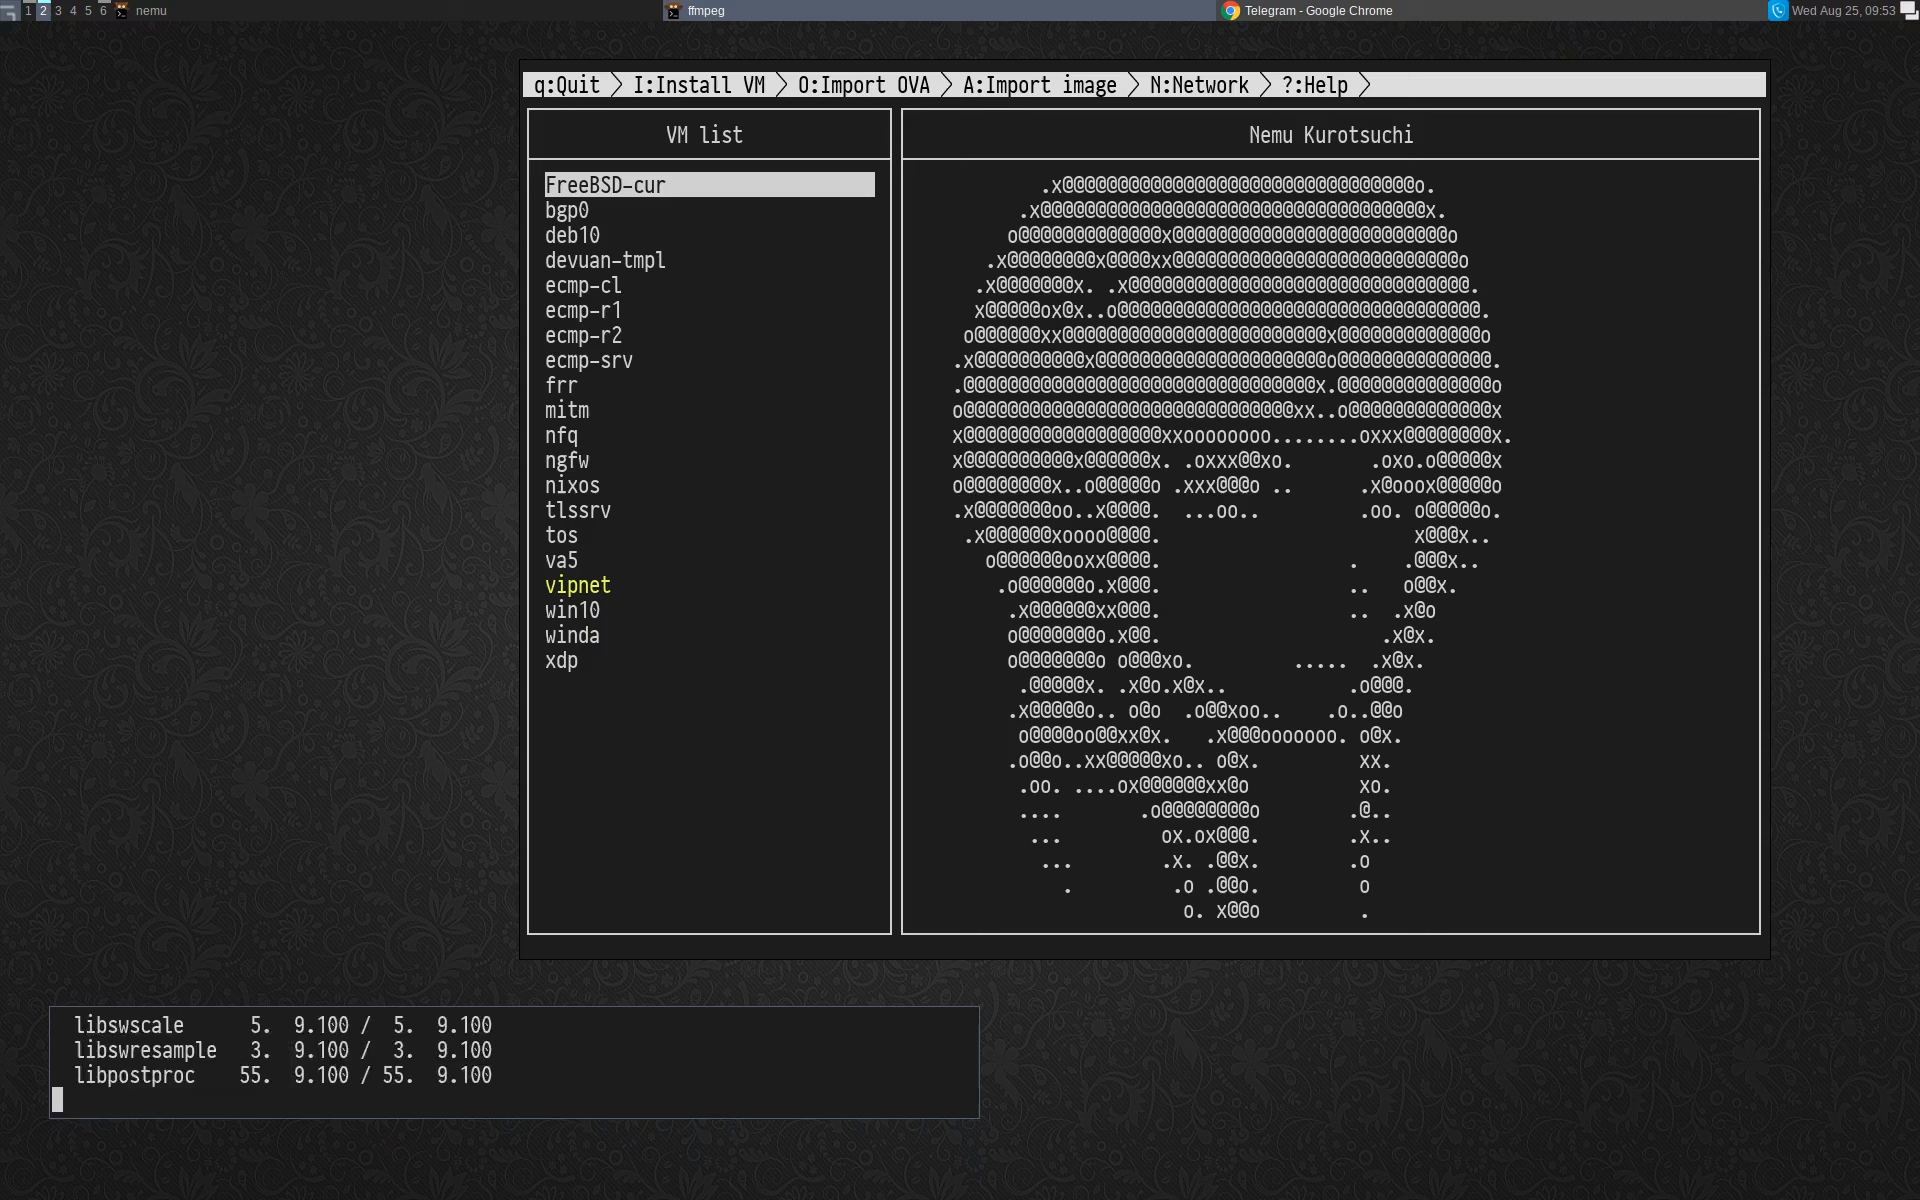 1 2 3 4 5 6 nemu ffmpeg Telegram - Google Chrome Wed Aug 25, 09:53
q:Quit I:Install VM O:Import OVA A:Import image N:Network ?:Help
VM list
Nemu Kurotsuchi
FreeBSD-cur
bgp0
deb10
devuan-tmpl
ecmp-cl
ecmp-r1
ecmp-r2
ecmp-srv
frr
mitm
nfq
ngfw
nixos
tlssrv
tos
va5
vipnet
win10
winda
xdp
libswscale 5. 9.100 / 5. 9.100
libswresample 3. 9.100 / 3. 9.100
libpostproc 55. 9.100 / 55. 9.100